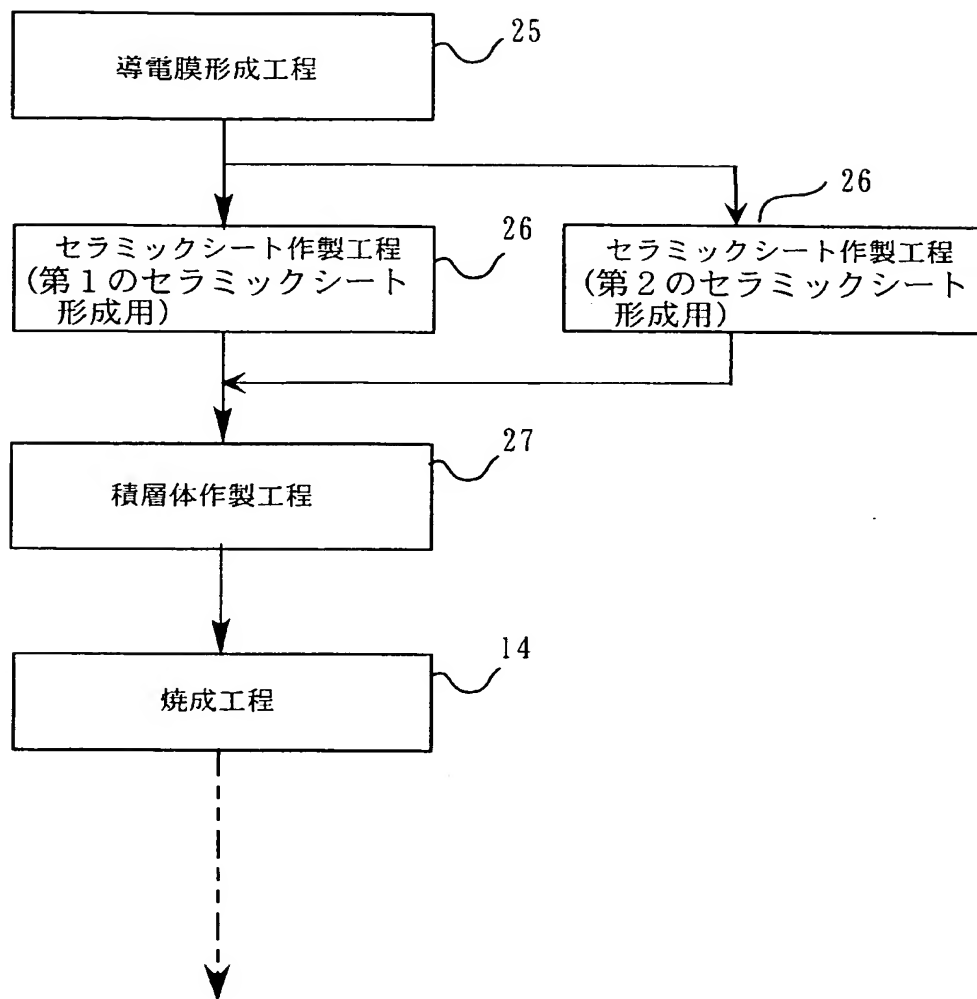 25
導電膜形成工程
26
セラミックシート作製工程
(第1のセラミックシート
形成用)
26
セラミックシート作製工程
(第2のセラミックシート
形成用)
27
積層体作製工程
14
焼成工程